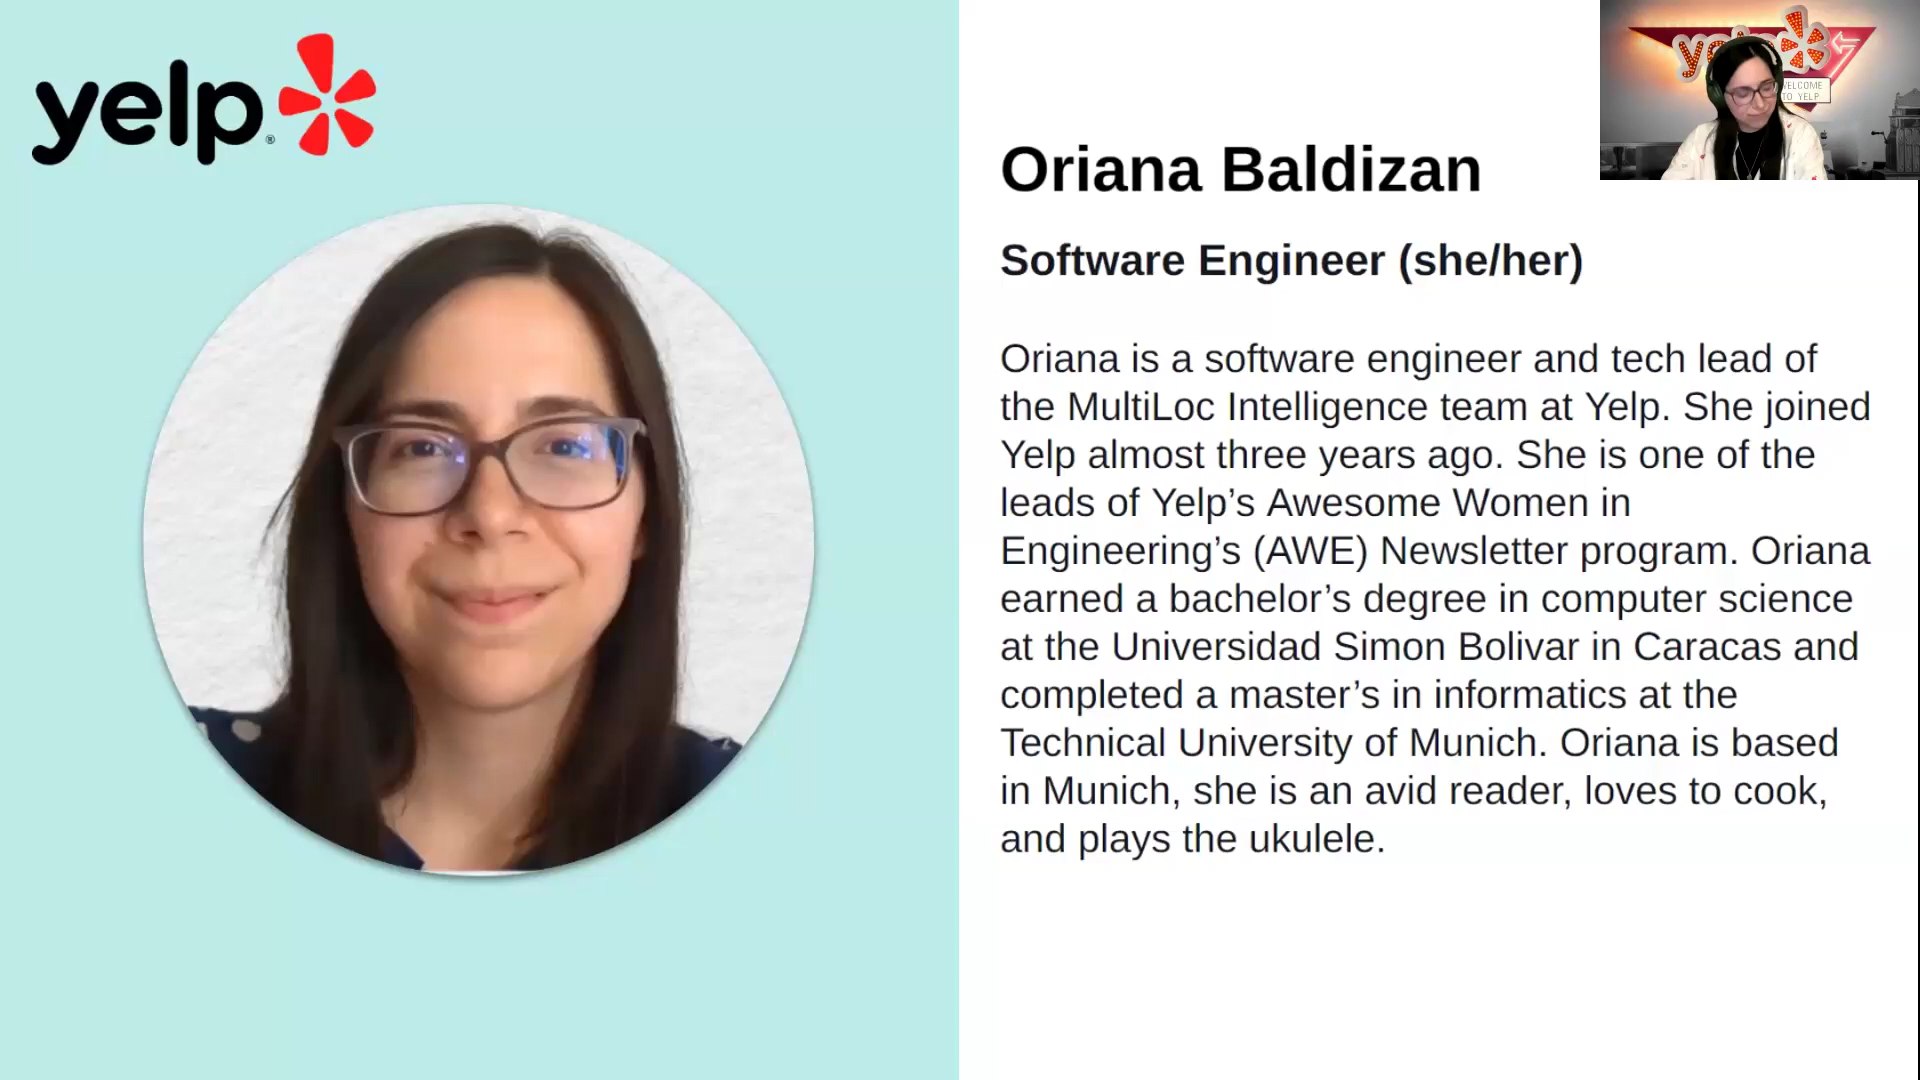 yelp
®
yelp
WELCOME
TO YELP
Oriana Baldizan
Software Engineer (she/her)
Oriana is a software engineer and tech lead of
the MultiLoc Intelligence team at Yelp. She joined
Yelp almost three years ago. She is one of the
leads of Yelp’s Awesome Women in
Engineering’s (AWE) Newsletter program. Oriana
earned a bachelor’s degree in computer science
at the Universidad Simon Bolivar in Caracas and
completed a master’s in informatics at the
Technical University of Munich. Oriana is based
in Munich, she is an avid reader, loves to cook,
and plays the ukulele.